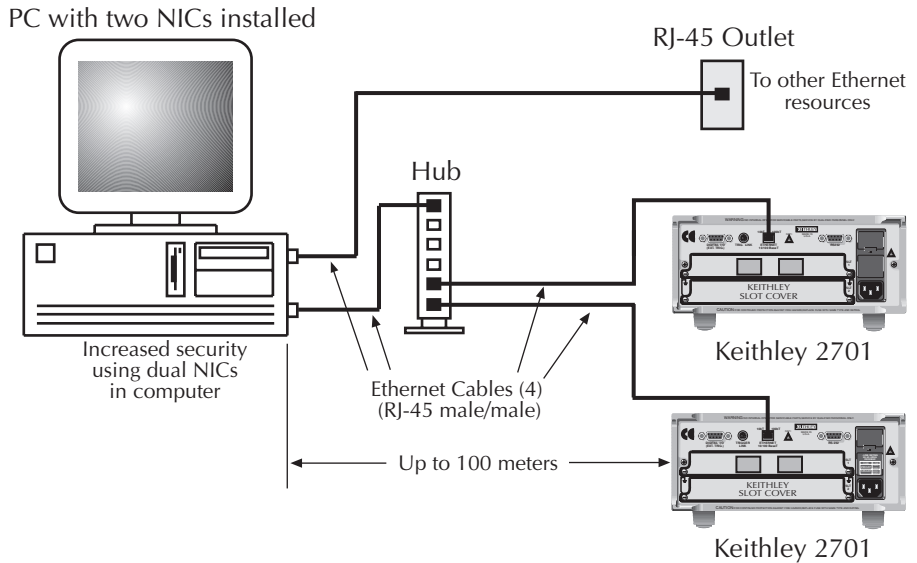 PC with two NICs installed
RJ-45 Outlet
To other Ethernet
resources
Hub
KEITHLEY
SLOT COVER
Keithley 2701
Increased security
using dual NICs
in computer
Ethernet Cables (4)
(RJ-45 male/male)
Up to 100 meters
KEITHLEY
SLOT COVER
Keithley 2701